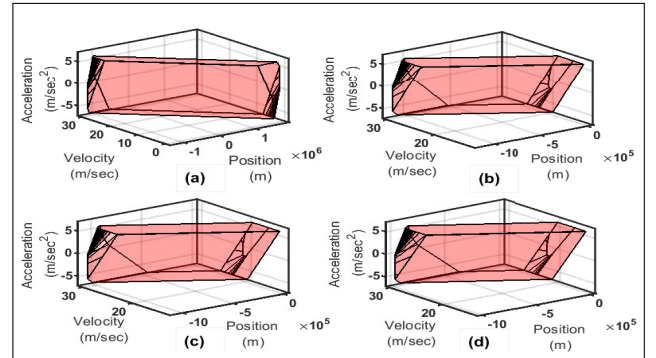 Acceleration
(m/sec²)
5
0
-5
30
20
10
0
Velocity
(m/sec)
-1
0
1
×10⁶
Position
(m)
(a)
Acceleration
(m/sec²)
5
0
-5
30
20
Velocity
(m/sec)
-10
-5
0
×10⁵
Position
(m)
(b)
Acceleration
(m/sec²)
5
0
-5
30
20
Velocity
(m/sec)
-10
-5
0
×10⁵
Position
(m)
(c)
Acceleration
(m/sec²)
5
0
-5
30
20
Velocity
(m/sec)
-10
-5
0
×10⁵
Position
(m)
(d)